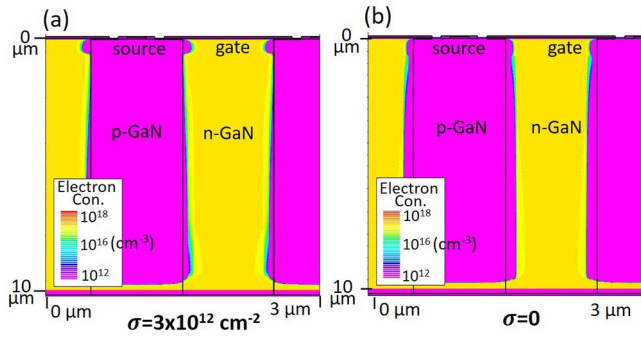 (a)
0
μm
source
gate
p-GaN
n-GaN
Electron
Con.
10^18
10^16 (cm^-3)
10^12
10
μm
0 μm
3 μm
σ=3x10^12 cm^-2
(b)
0
μm
source
gate
p-GaN
n-GaN
Electron
Con.
10^18
10^16 (cm^-3)
10^12
10
μm
0 μm
3 μm
σ=0